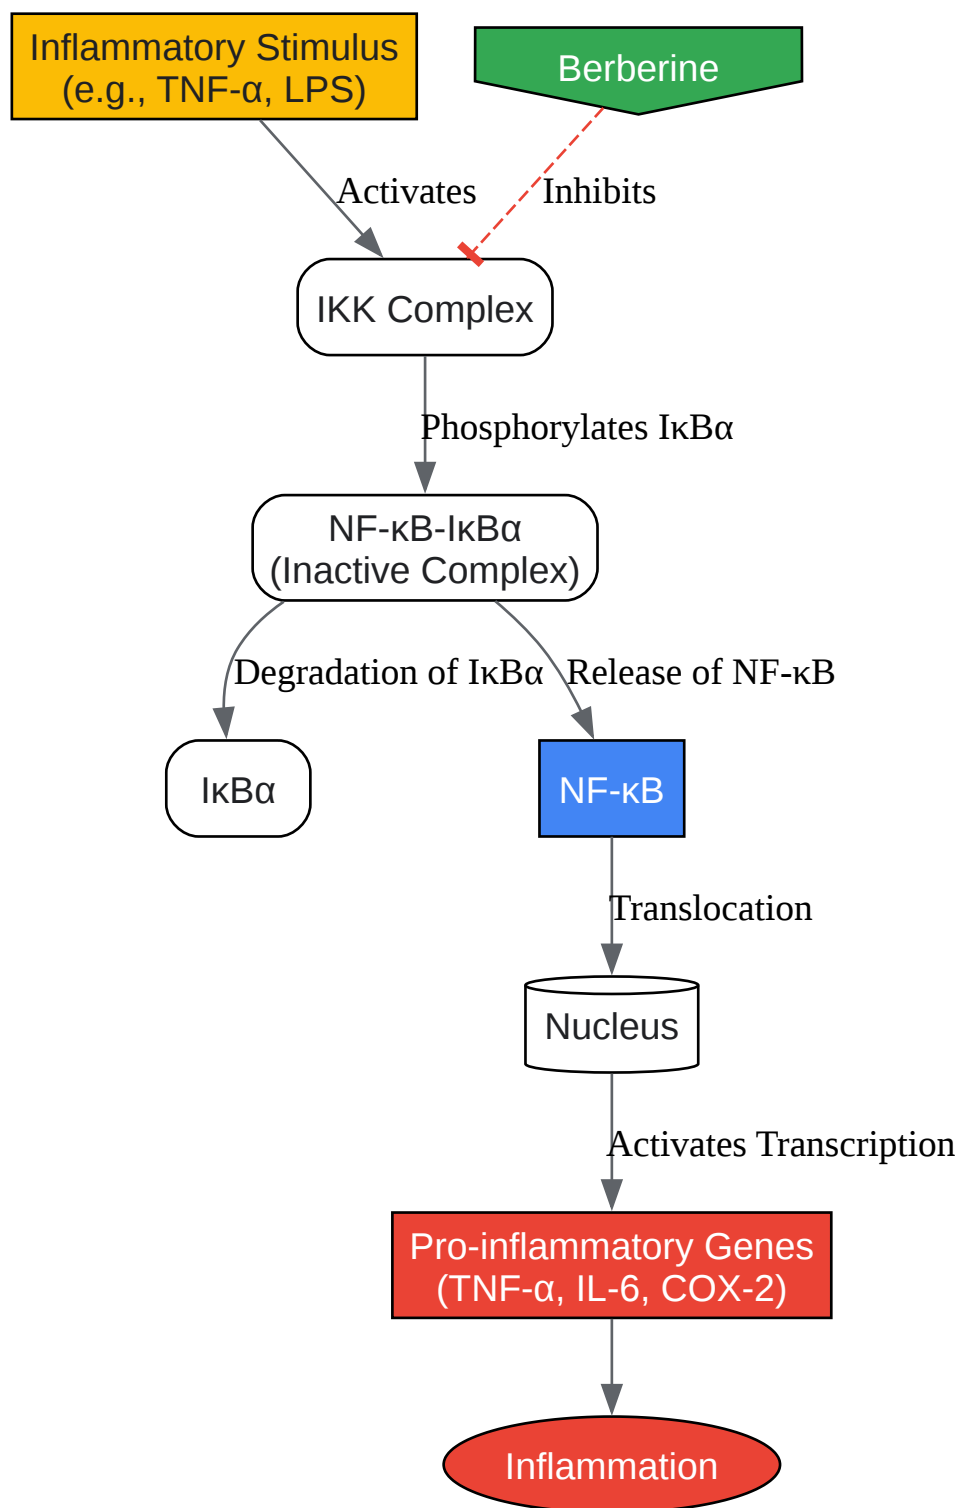 Inflammatory Stimulus
(e.g., TNF-α, LPS)
Berberine
Activates
Inhibits
IKK Complex
Phosphorylates IκBα
NF-κB-IκBα
(Inactive Complex)
Degradation of IκBα
Release of NF-κB
IκBα
NF-κB
Translocation
Nucleus
Activates Transcription
Pro-inflammatory Genes
(TNF-α, IL-6, COX-2)
Inflammation